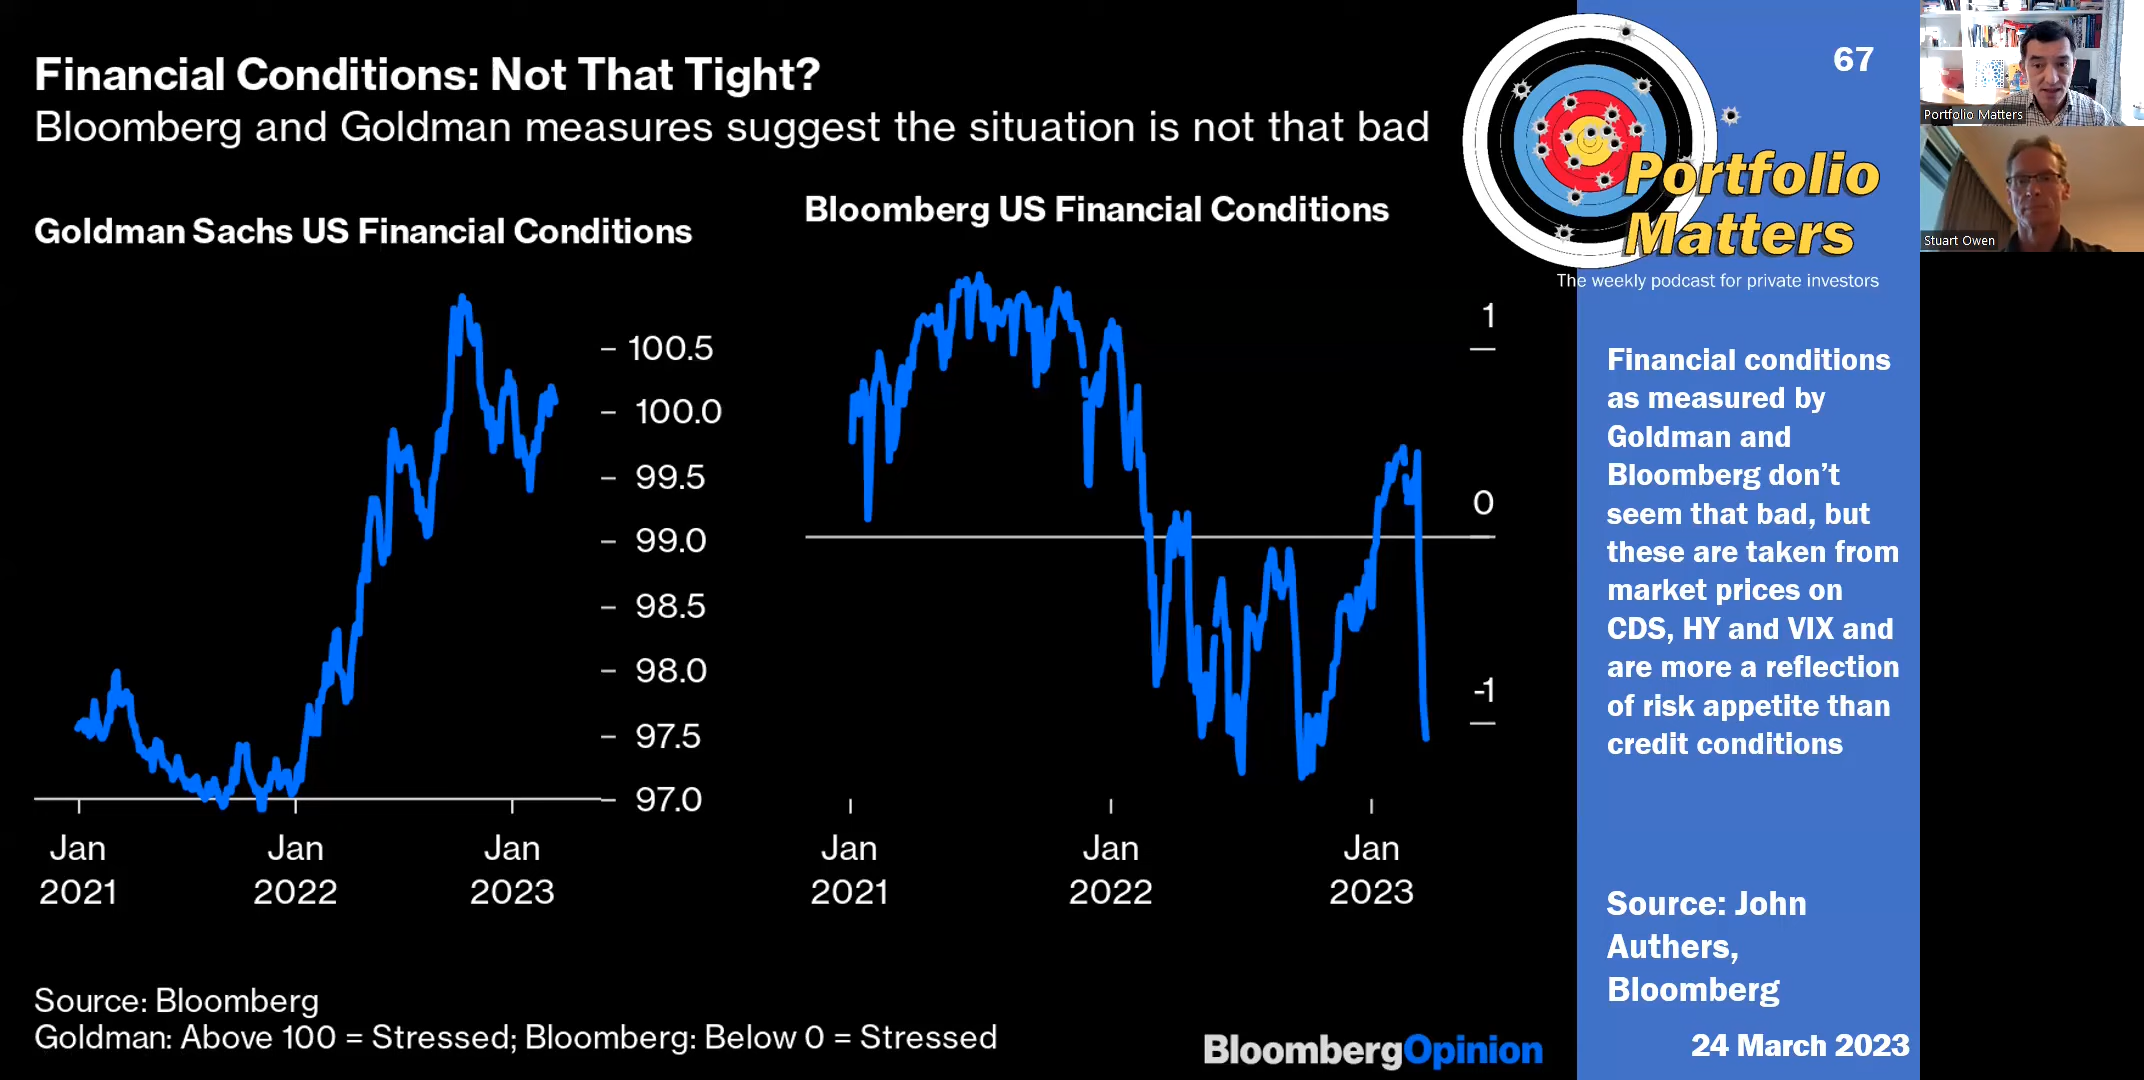 Financial Conditions: Not That Tight?
Bloomberg and Goldman measures suggest the situation is not that bad
Goldman Sachs US Financial Conditions
100.5
100.0
99.5
99.0
98.5
98.0
97.5
97.0
Jan
2021
Jan
2022
Jan
2023
Bloomberg US Financial Conditions
1
0
-1
Jan
2021
Jan
2022
Jan
2023
Source: Bloomberg
Goldman: Above 100 = Stressed; Bloomberg: Below 0 = Stressed
BloombergOpinion
67
Portfolio
Matters
The weekly podcast for private investors
Financial conditions
as measured by
Goldman and
Bloomberg don’t
seem that bad, but
these are taken from
market prices on
CDS, HY and VIX and
are more a reflection
of risk appetite than
credit conditions
Source: John
Authers,
Bloomberg
24 March 2023
Portfolio Matters
Stuart Owen